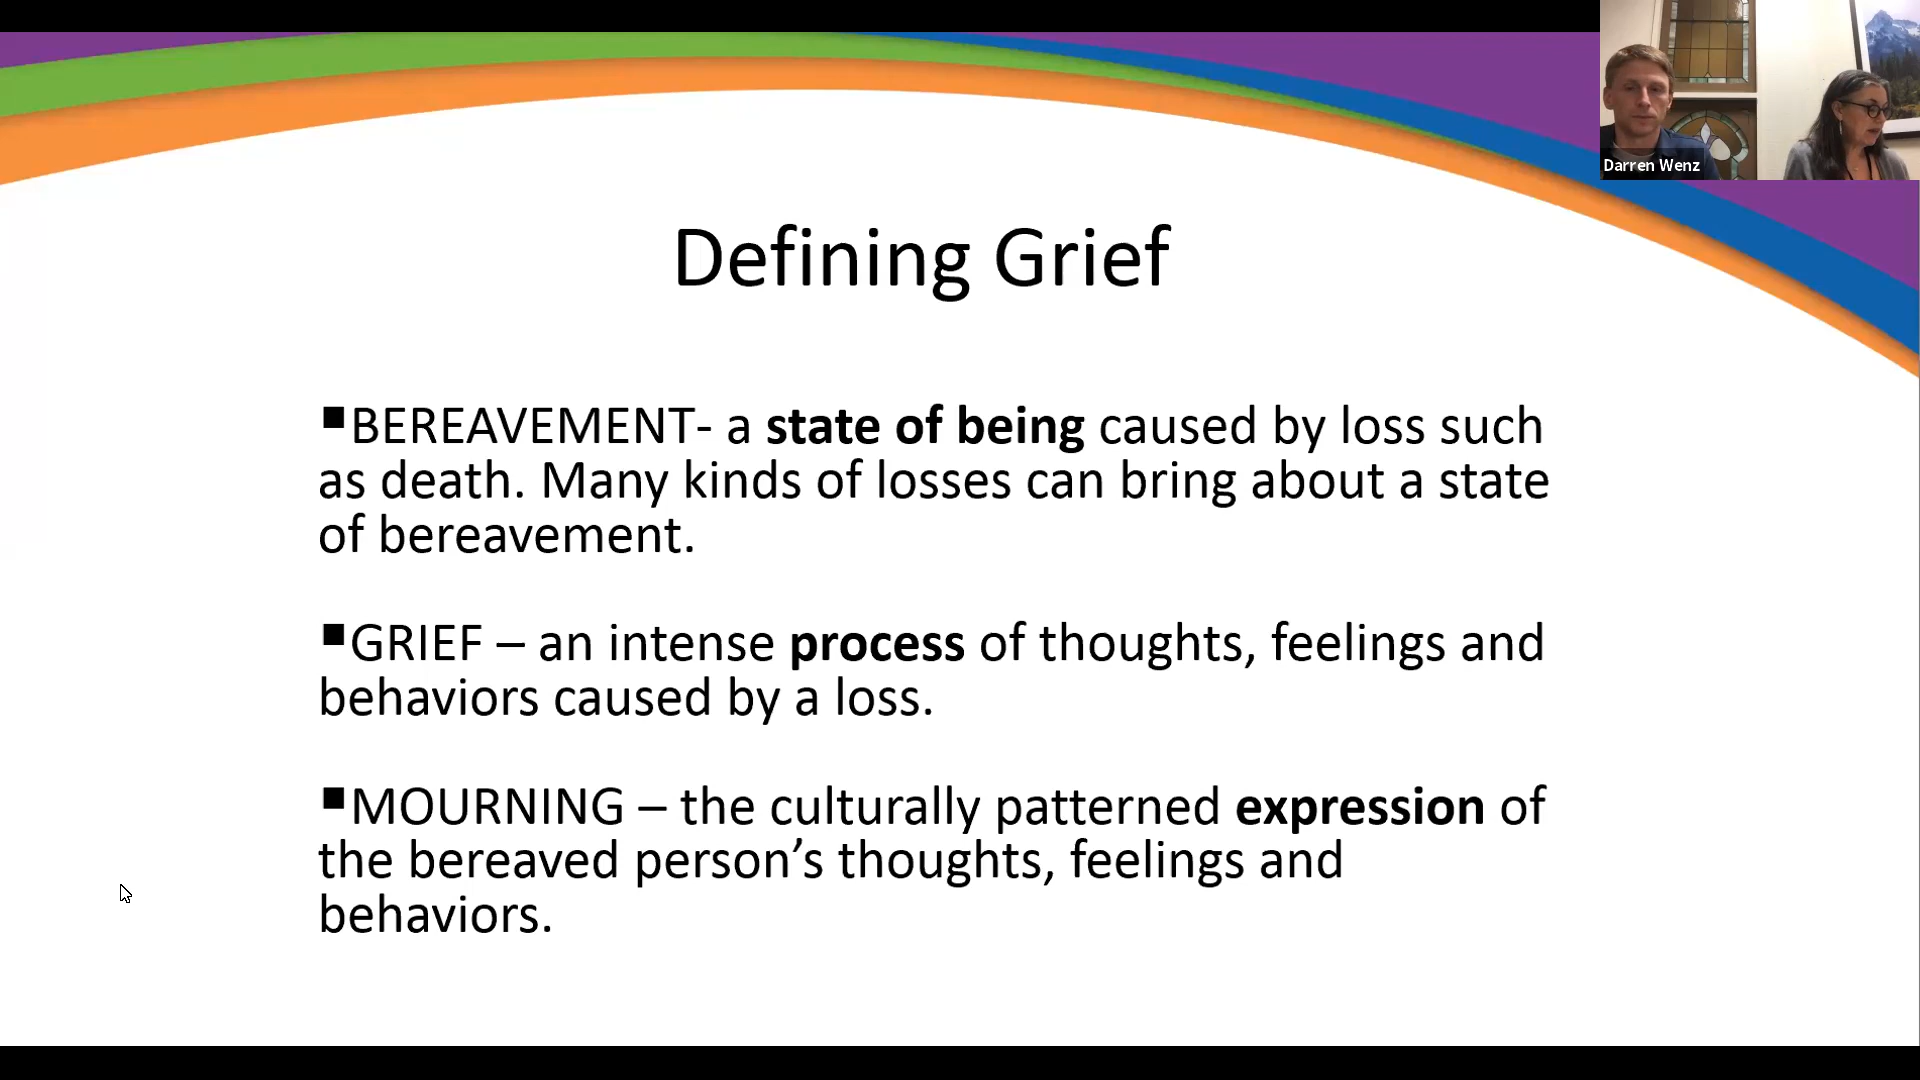 Darren Wenz
Defining Grief
▪BEREAVEMENT- a state of being caused by loss such
as death. Many kinds of losses can bring about a state
of bereavement.
▪GRIEF – an intense process of thoughts, feelings and
behaviors caused by a loss.
▪MOURNING – the culturally patterned expression of
the bereaved person’s thoughts, feelings and
behaviors.